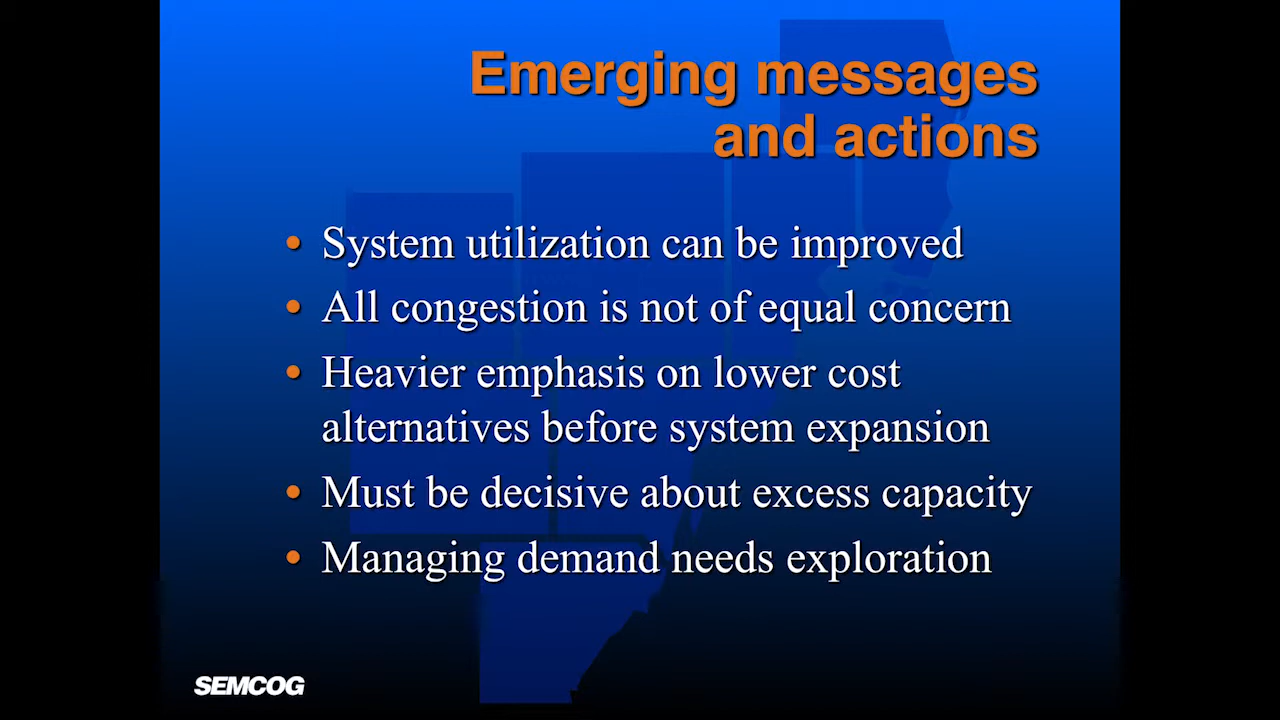 Emerging messages
and actions
• System utilization can be improved
• All congestion is not of equal concern
• Heavier emphasis on lower cost
alternatives before system expansion
• Must be decisive about excess capacity
• Managing demand needs exploration
SEMCOG